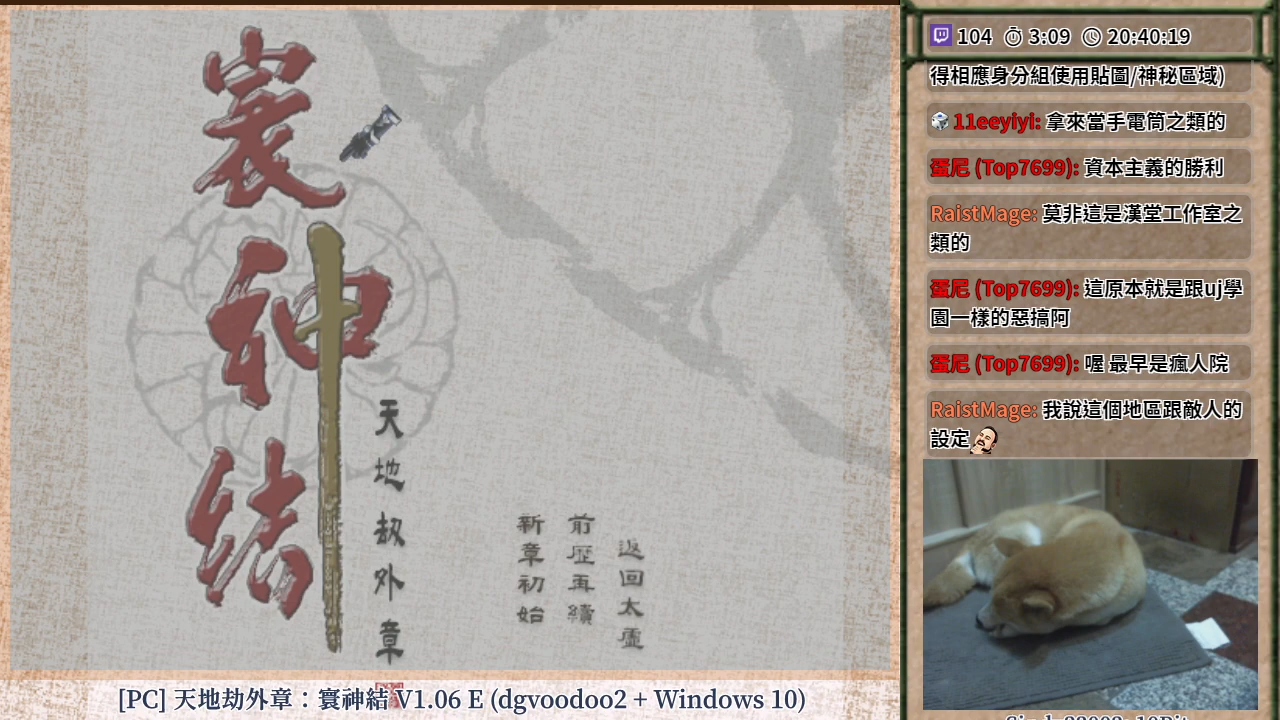 寰神結
天地劫外章
新章初始
前歷再續
返回太虛
[PC] 天地劫外章：寰神結 V1.06 E (dgvoodoo2 + Windows 10)
104 3:09 20:40:19
得相應身分組使用貼圖/神秘區域)
11eeyiyi: 拿來當手電筒之類的
蛋尼 (Top7699): 資本主義的勝利
RaistMage: 莫非這是漢堂工作室之
類的
蛋尼 (Top7699): 這原本就是跟uj學
園一樣的惡搞阿
蛋尼 (Top7699): 喔 最早是瘋人院
RaistMage: 我說這個地區跟敵人的
設定